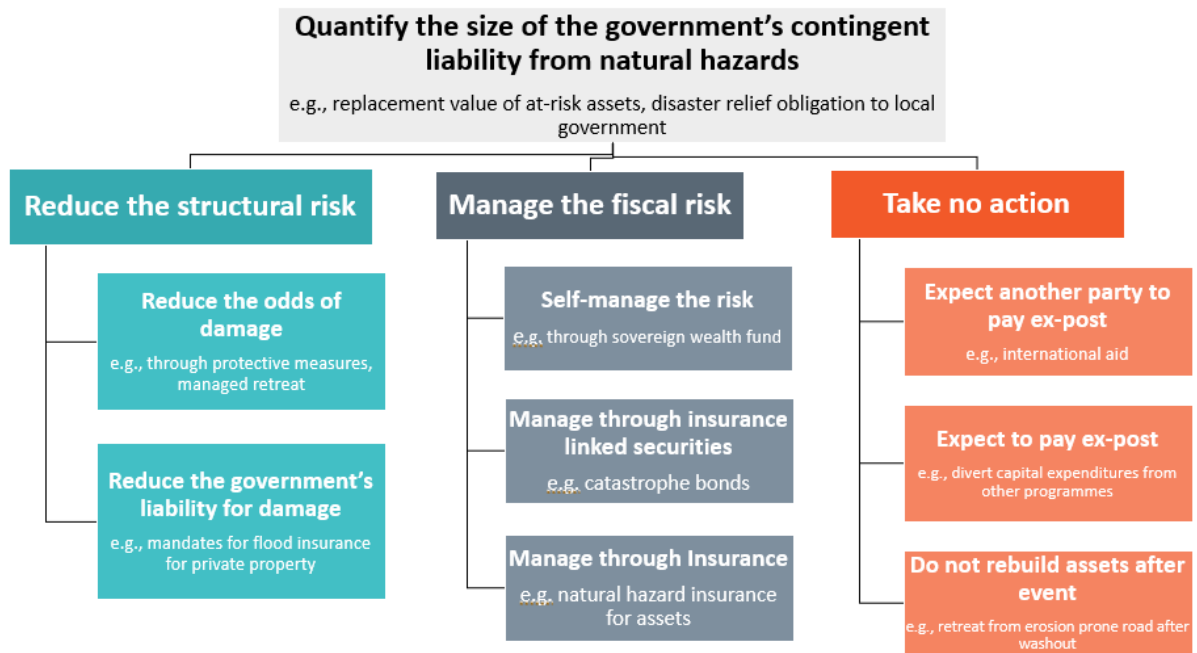 Quantify the size of the government’s contingent
liability from natural hazards
e.g., replacement value of at-risk assets, disaster relief obligation to local
government
Reduce the structural risk
Reduce the odds of
damage
e.g., through protective measures,
managed retreat
Reduce the government’s
liability for damage
e.g., mandates for flood insurance
for private property
Manage the fiscal risk
Self-manage the risk
e.g. through sovereign wealth fund
Manage through insurance
linked securities
e.g. catastrophe bonds
Manage through Insurance
e.g. natural hazard insurance
for assets
Take no action
Expect another party to
pay ex-post
e.g., international aid
Expect to pay ex-post
e.g., divert capital expenditures from
other programmes
Do not rebuild assets after
event
e.g., retreat from erosion prone road after
washout